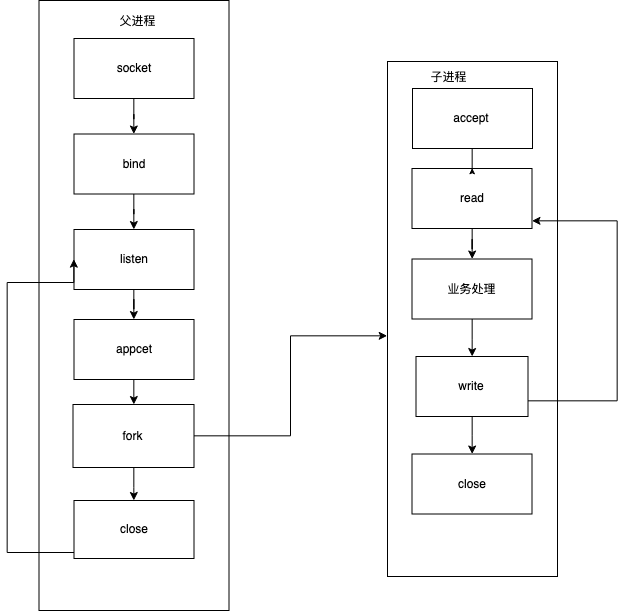 父进程
socket
bind
listen
appcet
fork
close
子进程
accept
read
业务处理
write
close